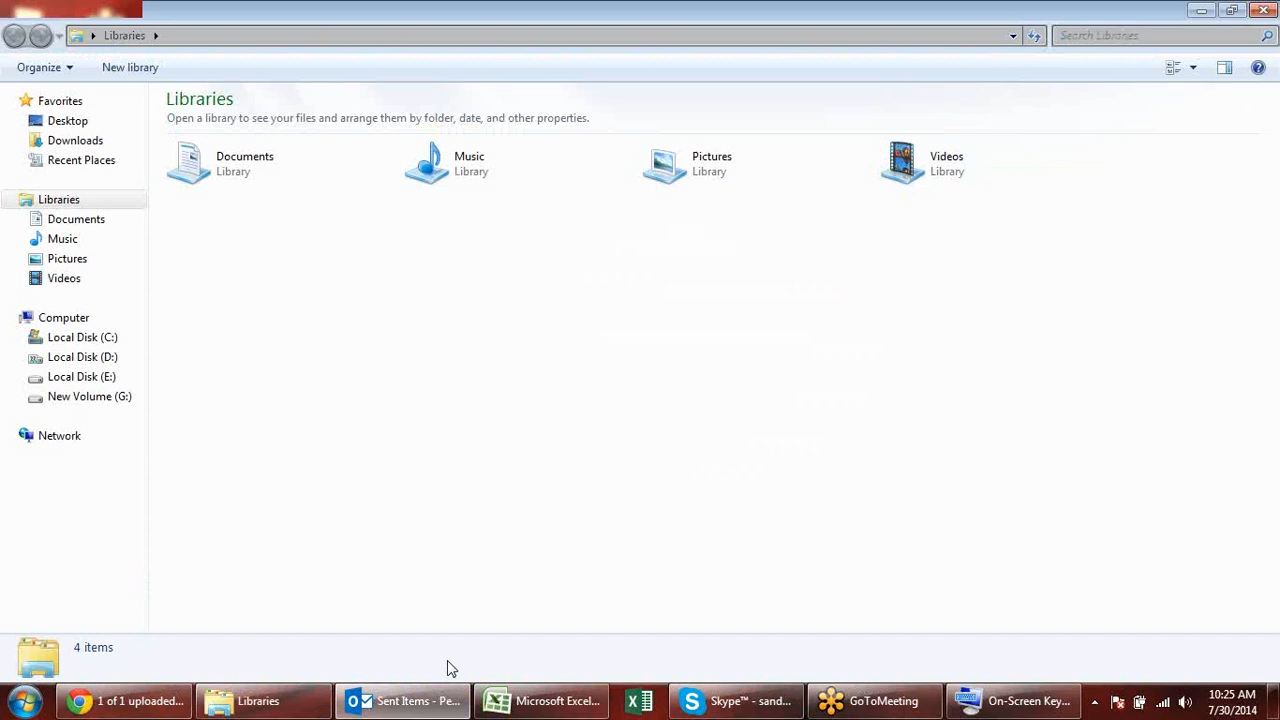 Libraries
Search Libraries
Organize
New library
Favorites
Desktop
Downloads
Recent Places
Libraries
Documents
Music
Pictures
Videos
Computer
Local Disk (C:)
Local Disk (D:)
Local Disk (E:)
New Volume (G:)
Network
Libraries
Open a library to see your files and arrange them by folder, date, and other properties.
Documents
Library
Music
Library
Pictures
Library
Videos
Library
4 items
1 of 1 uploaded...
Libraries
Sent Items - Pe...
Microsoft Excel...
Skype™ - sand...
GoToMeeting
On-Screen Key...
10:25 AM
7/30/2014